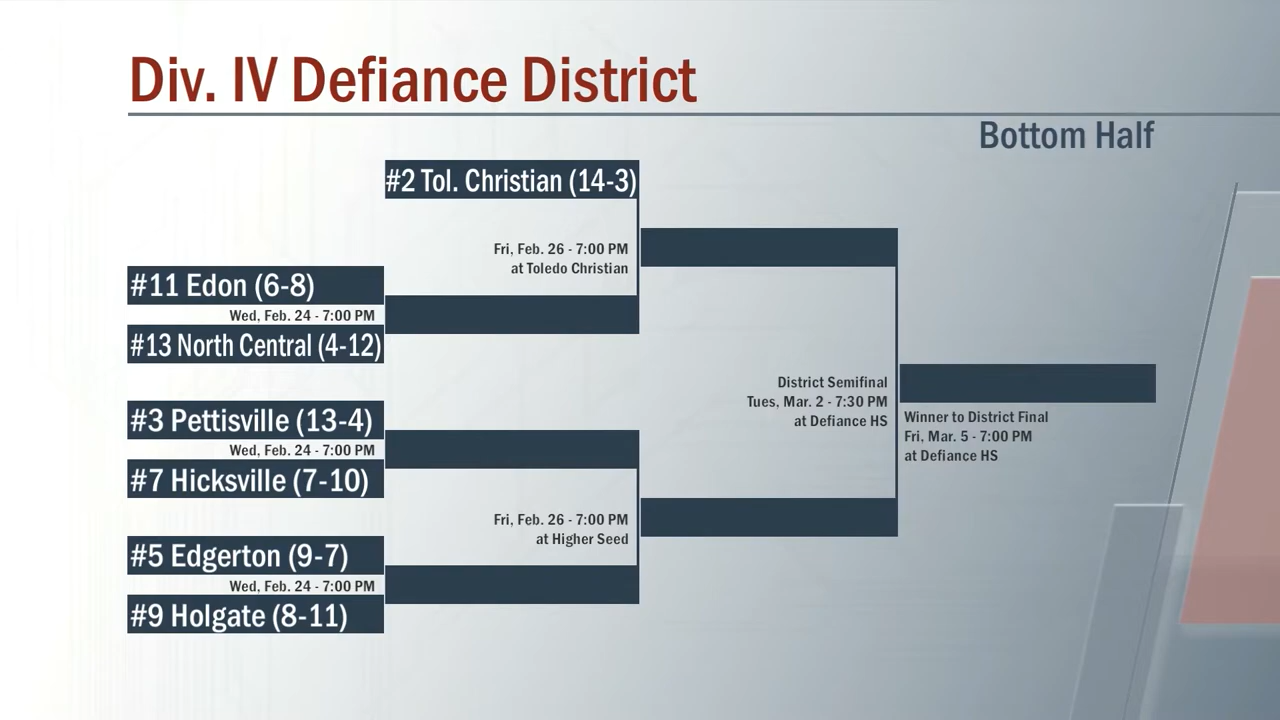 Div. IV Defiance District
Bottom Half
#2 Tol. Christian (14-3)
Fri, Feb. 26 - 7:00 PM
at Toledo Christian
#11 Edon (6-8)
Wed, Feb. 24 - 7:00 PM
#13 North Central (4-12)
District Semifinal
Tues, Mar. 2 - 7:30 PM
at Defiance HS
Winner to District Final
Fri, Mar. 5 - 7:00 PM
at Defiance HS
#3 Pettisville (13-4)
Wed, Feb. 24 - 7:00 PM
#7 Hicksville (7-10)
Fri, Feb. 26 - 7:00 PM
at Higher Seed
#5 Edgerton (9-7)
Wed, Feb. 24 - 7:00 PM
#9 Holgate (8-11)